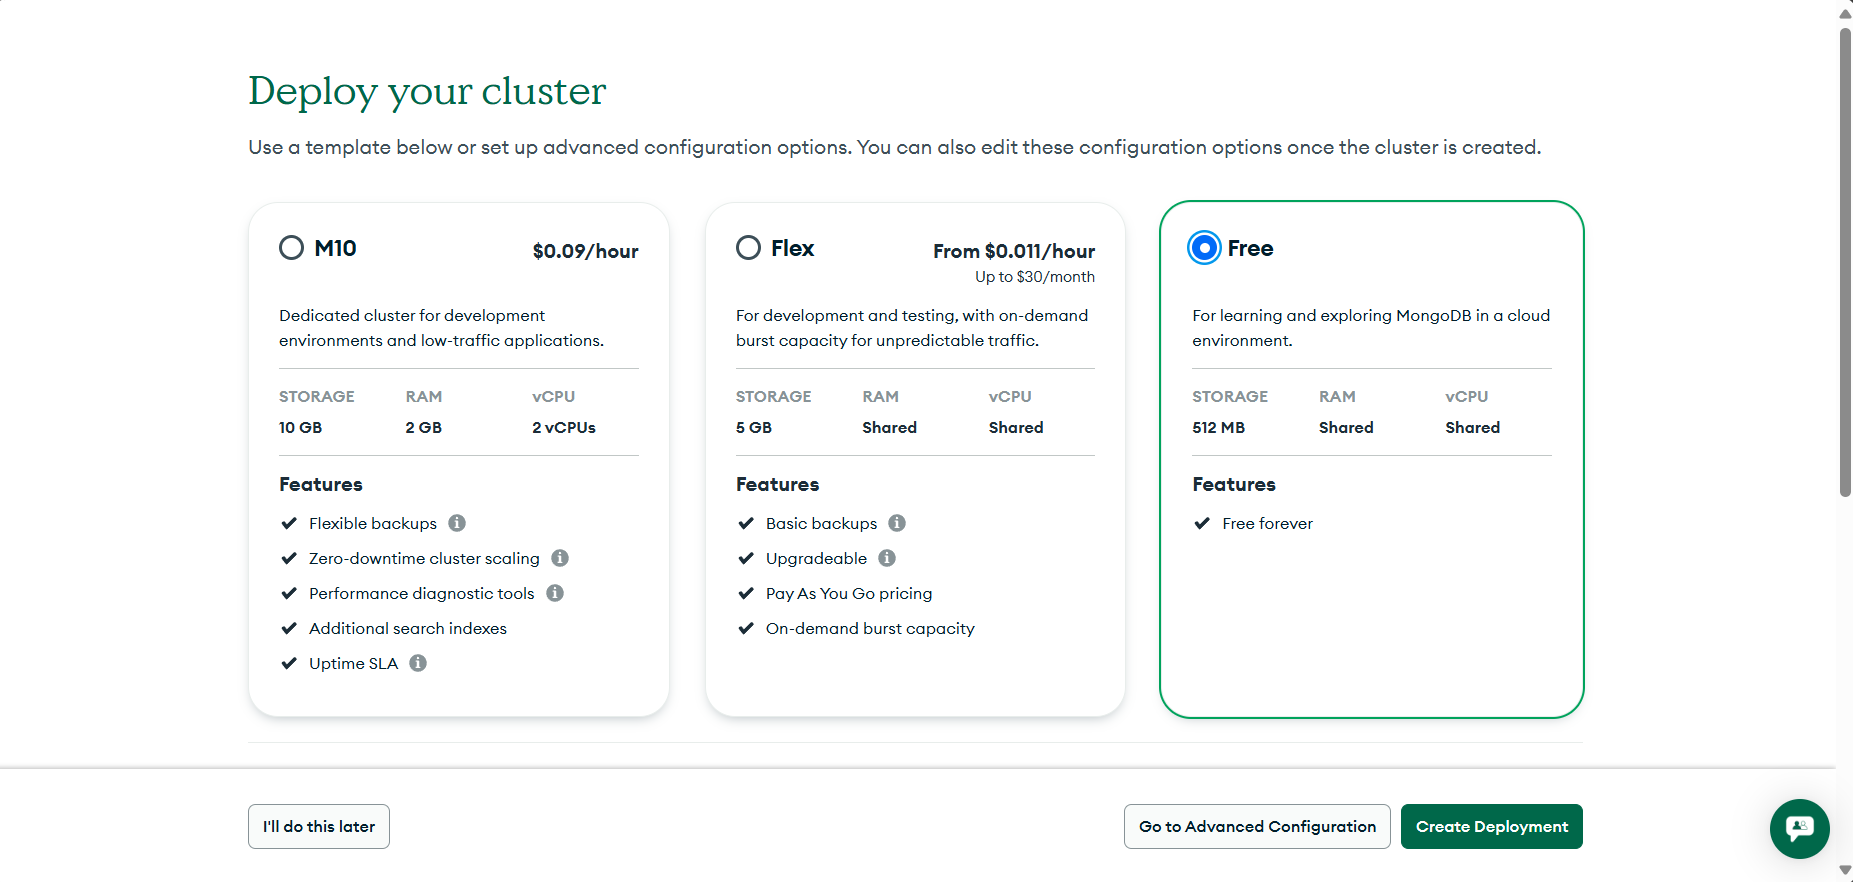 Deploy your cluster
Use a template below or set up advanced configuration options. You can also edit these configuration options once the cluster is created.
M10
$0.09/hour
Dedicated cluster for development
environments and low-traffic applications.
STORAGE RAM vCPU
10 GB 2 GB 2 vCPUs
Features
Flexible backups
Zero-downtime cluster scaling
Performance diagnostic tools
Additional search indexes
Uptime SLA
Flex
From $0.011/hour
Up to $30/month
For development and testing, with on-demand
burst capacity for unpredictable traffic.
STORAGE RAM vCPU
5 GB Shared Shared
Features
Basic backups
Upgradeable
Pay As You Go pricing
On-demand burst capacity
Free
For learning and exploring MongoDB in a cloud
environment.
STORAGE RAM vCPU
512 MB Shared Shared
Features
Free forever
I'll do this later
Go to Advanced Configuration
Create Deployment